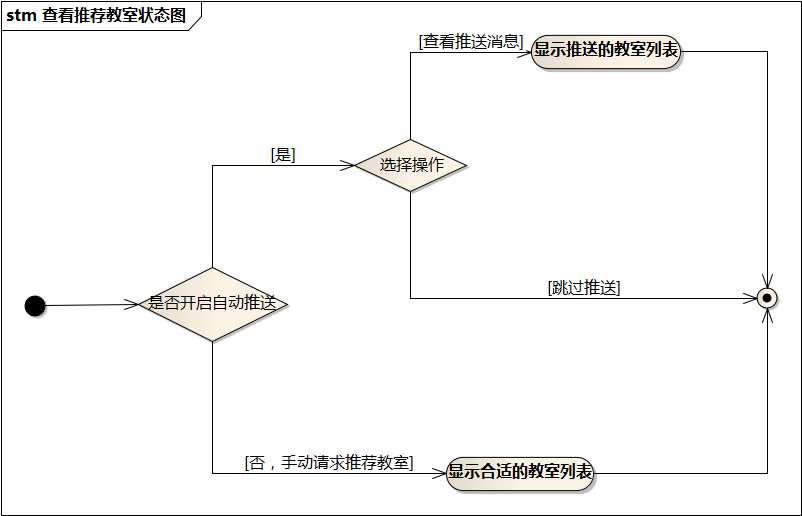 stm 查看推荐教室状态图
[查看推送消息]
显示推送的教室列表
[是]
选择操作
[跳过推送]
是否开启自动推送
[否，手动请求推荐教室]
显示合适的教室列表